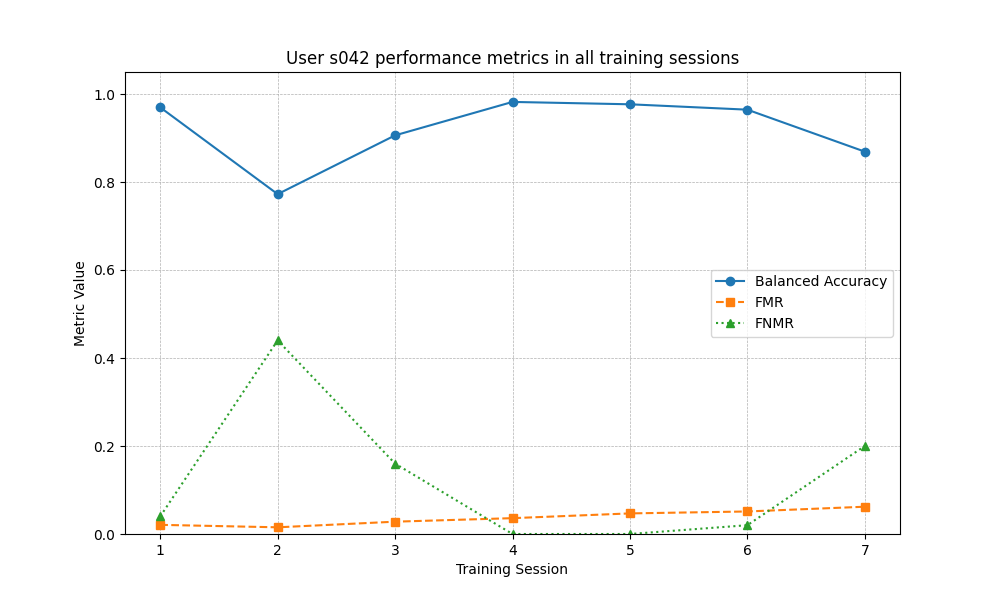 User s042 performance metrics in all training sessions
1.0
0.8
0.6
0.4
0.2
0.0
Metric Value
Balanced Accuracy
FMR
FNMR
1 2 3 4 5 6 7
Training Session